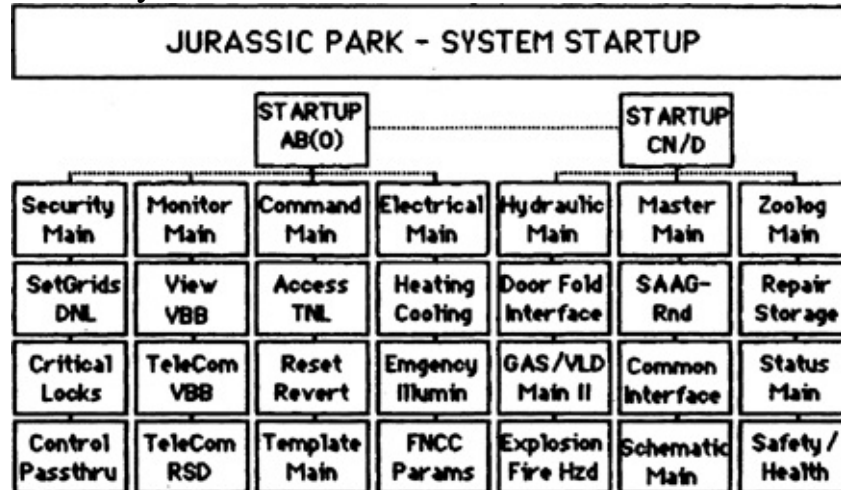 JURASSIC PARK - SYSTEM STARTUP
STARTUP
AB(0)
STARTUP
CN/D
Security
Main
Monitor
Main
Command
Main
Electrical
Main
Hydraulic
Main
Master
Main
Zoolog
Main
SetGrids
DNL
View
VBB
Access
TNL
Heating
Cooling
Door Fold
Interface
SAAG-
Rnd
Repair
Storage
Critical
Locks
TeleCom
VBB
Reset
Revert
Emgency
Illumin
GAS/VLD
Main II
Common
Interface
Status
Main
Control
Passthru
TeleCom
RSD
Template
Main
FNCC
Params
Explosion
Fire Hzd
Schematic
Main
Safety/
Health